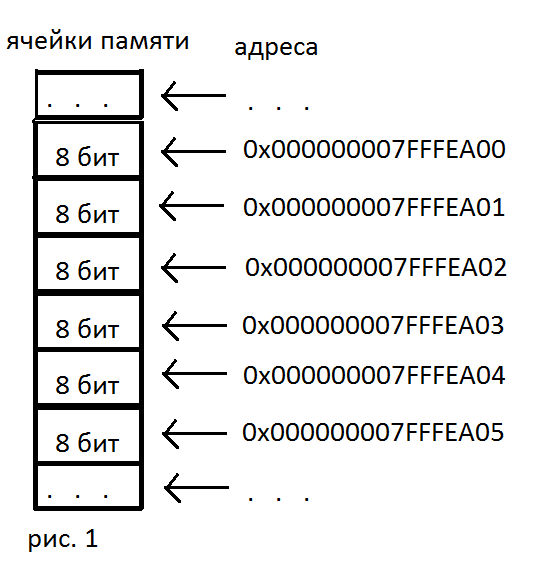 ячейки памяти адреса
. . . . . .
8 бит 0x000000007FFFEA00
8 бит 0x000000007FFFEA01
8 бит 0x000000007FFFEA02
8 бит 0x000000007FFFEA03
8 бит 0x000000007FFFEA04
8 бит 0x000000007FFFEA05
. . . . . .
рис. 1